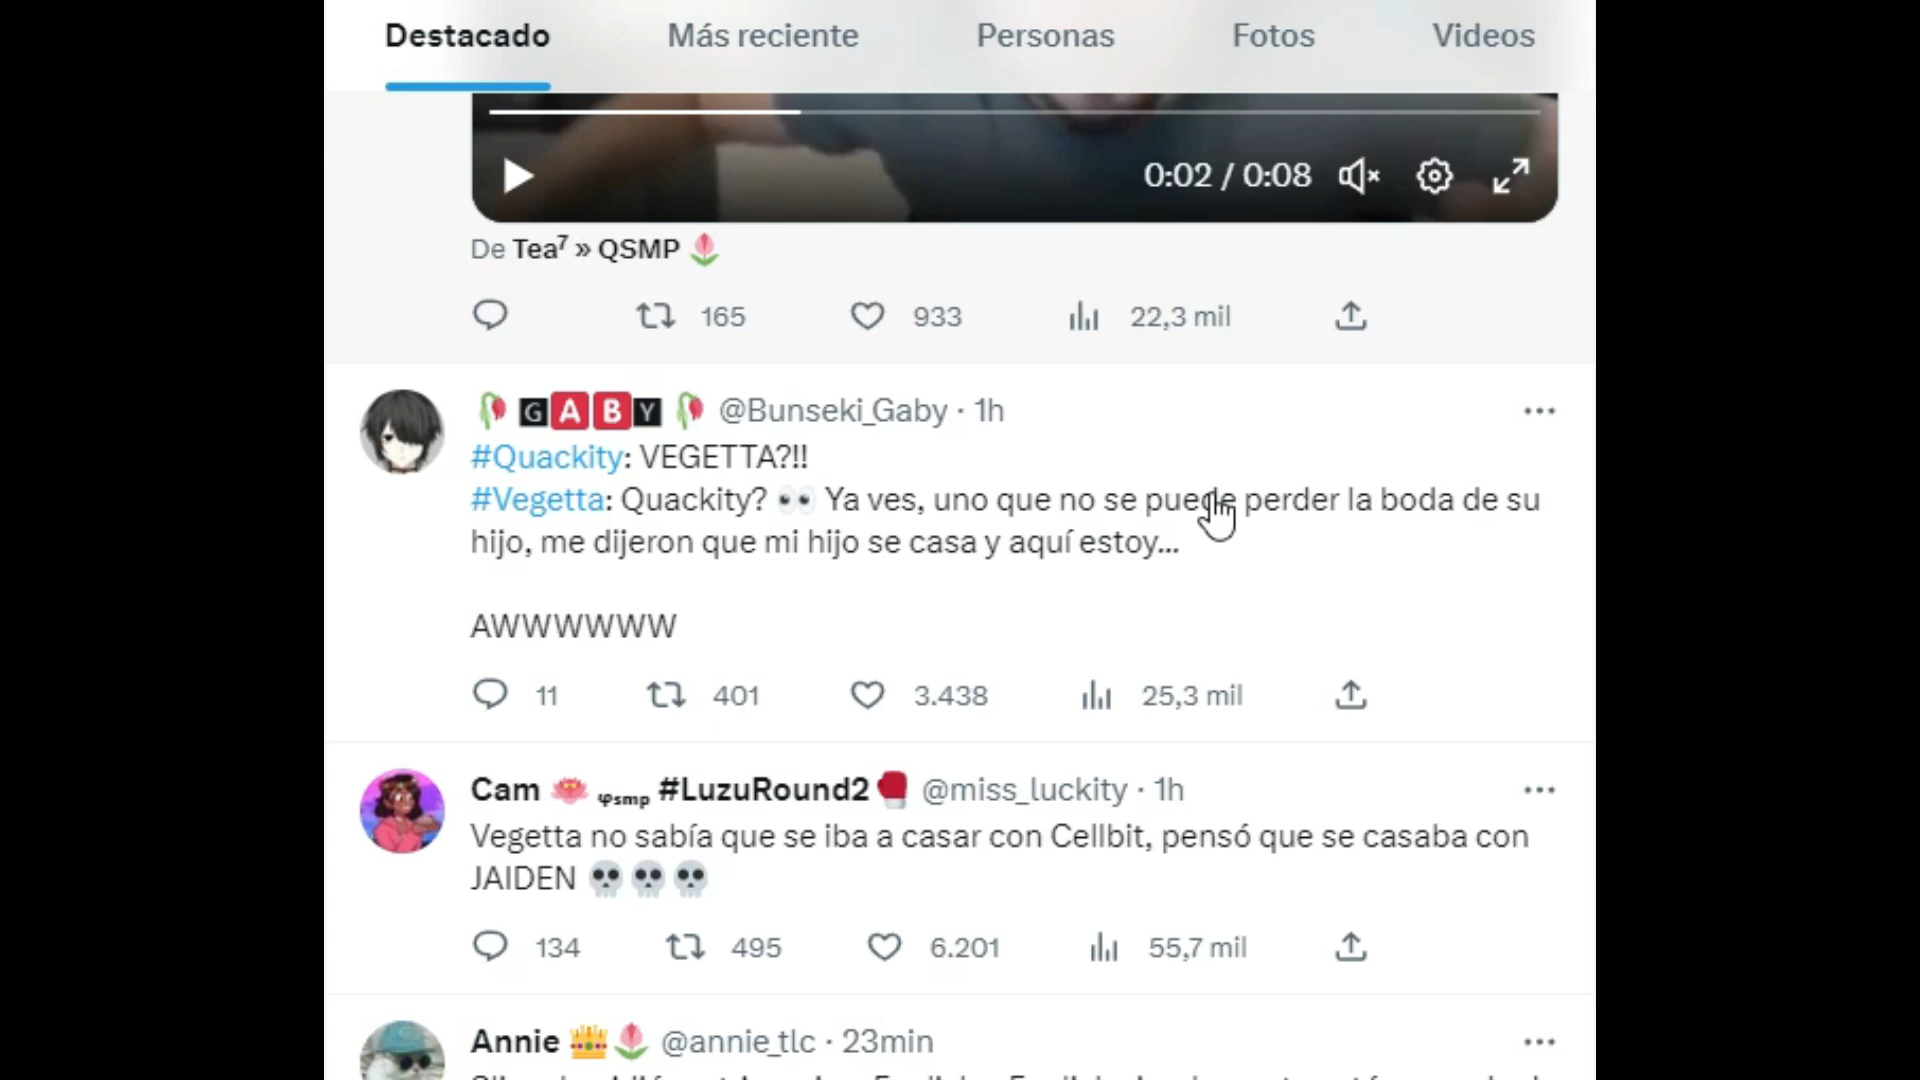 Destacado Más reciente Personas Fotos Videos
0:02 / 0:08
De Tea⁷ » QSMP 🌷
165 933 22,3 mil
🥀 🅶🅰🅱🆈 🥀 @Bunseki_Gaby · 1h
#Quackity: VEGETTA?!!
#Vegetta: Quackity? 👀 Ya ves, uno que no se puede perder la boda de su
hijo, me dijeron que mi hijo se casa y aquí estoy...
AWWWWWW
11 401 3.438 25,3 mil
Cam 🪷 φsmp #LuzuRound2🥊 @miss_luckity · 1h
Vegetta no sabía que se iba a casar con Cellbit, pensó que se casaba con
JAIDEN 💀💀💀
134 495 6.201 55,7 mil
Annie 👑🌷 @annie_tlc · 23min